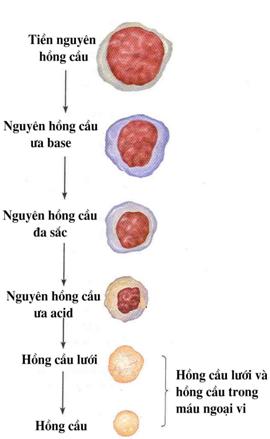 Tiền nguyên
hồng cầu
Nguyên hồng cầu
ưa base
Nguyên hồng cầu
đa sắc
Nguyên hồng cầu
ưa acid
Hồng cầu lưới
Hồng cầu lưới và
hồng cầu trong
máu ngoại vi
Hồng cầu